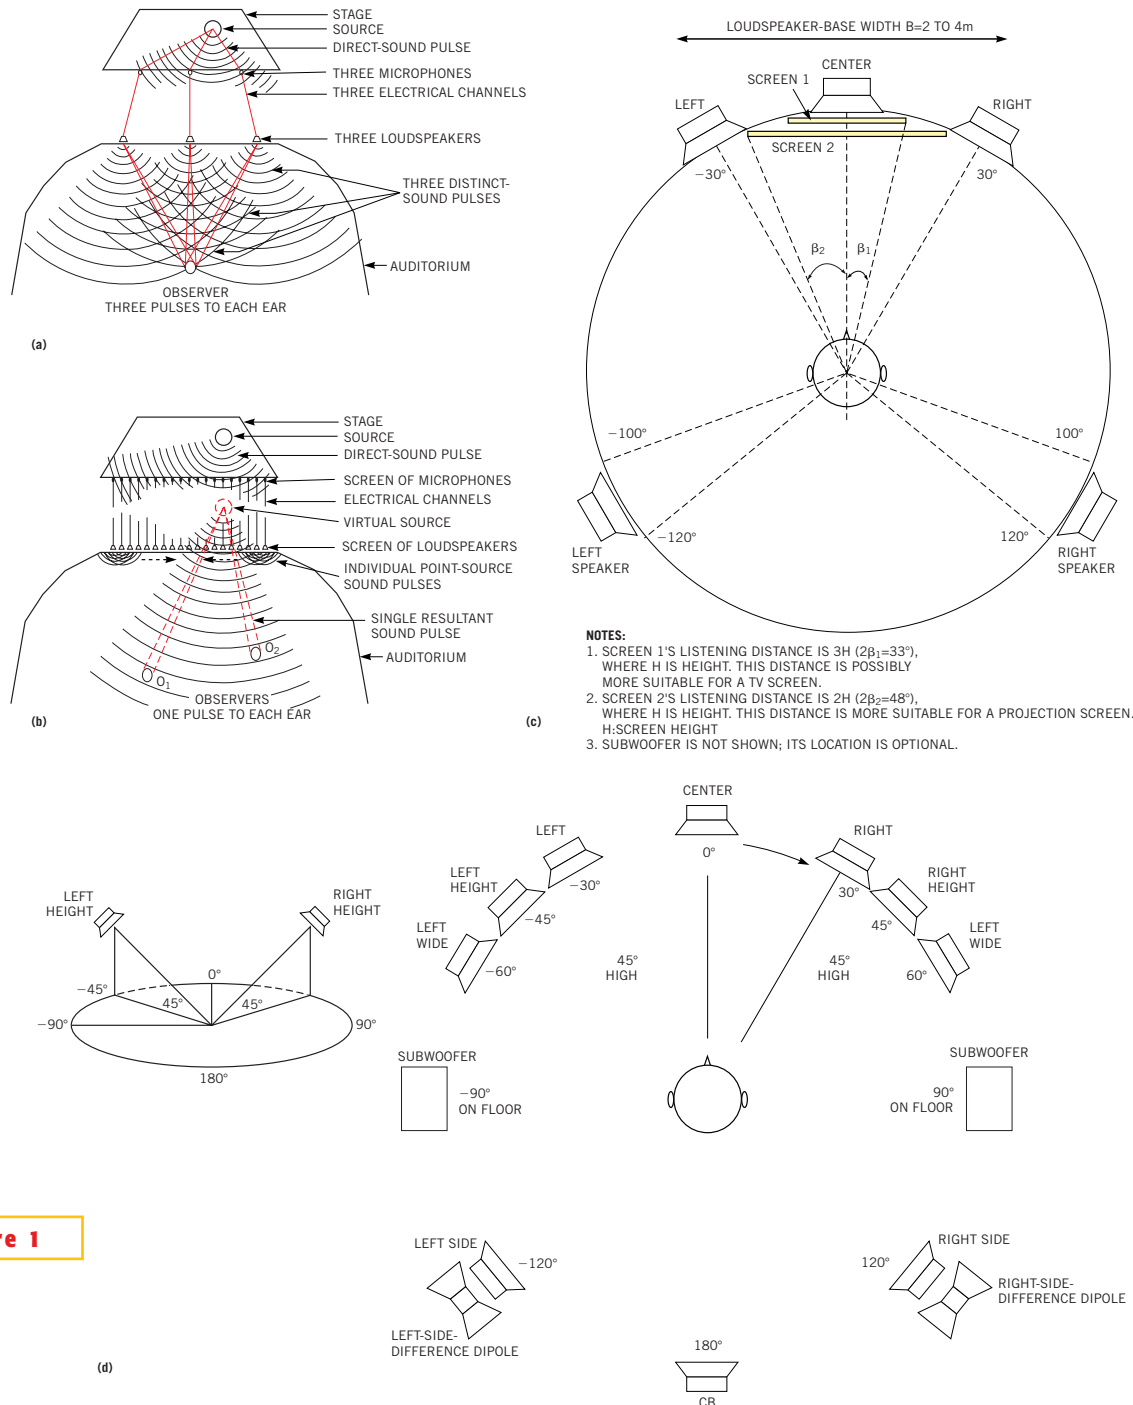 STAGE
SOURCE
DIRECT-SOUND PULSE
THREE MICROPHONES
THREE ELECTRICAL CHANNELS
THREE LOUDSPEAKERS
THREE DISTINCT-
SOUND PULSES
AUDITORIUM
OBSERVER
THREE PULSES TO EACH EAR
(a)
STAGE
SOURCE
DIRECT-SOUND PULSE
SCREEN OF MICROPHONES
ELECTRICAL CHANNELS
VIRTUAL SOURCE
SCREEN OF LOUDSPEAKERS
INDIVIDUAL POINT-SOURCE
SOUND PULSES
SINGLE RESULTANT
SOUND PULSE
O2
AUDITORIUM
O1
OBSERVERS
ONE PULSE TO EACH EAR
(b)
LOUDSPEAKER-BASE WIDTH B=2 TO 4m
CENTER
SCREEN 1
LEFT
RIGHT
SCREEN 2
−30°
30°
β2
β1
−100°
100°
−120°
120°
LEFT
SPEAKER
RIGHT
SPEAKER
NOTES:
1. SCREEN 1'S LISTENING DISTANCE IS 3H (2β1=33°),
WHERE H IS HEIGHT. THIS DISTANCE IS POSSIBLY
MORE SUITABLE FOR A TV SCREEN.
2. SCREEN 2'S LISTENING DISTANCE IS 2H (2β2=48°),
WHERE H IS HEIGHT. THIS DISTANCE IS MORE SUITABLE FOR A PROJECTION SCREEN.
H:SCREEN HEIGHT
3. SUBWOOFER IS NOT SHOWN; ITS LOCATION IS OPTIONAL.
(c)
LEFT
HEIGHT
RIGHT
HEIGHT
0°
−45°
45°
45°
−90°
90°
180°
CENTER
0°
LEFT
−30°
LEFT
HEIGHT
−45°
LEFT
WIDE
−60°
RIGHT
30°
RIGHT
HEIGHT
45°
LEFT
WIDE
60°
45°
HIGH
45°
HIGH
SUBWOOFER
−90°
ON FLOOR
SUBWOOFER
90°
ON FLOOR
re 1
LEFT SIDE
−120°
LEFT-SIDE-
DIFFERENCE DIPOLE
RIGHT SIDE
120°
RIGHT-SIDE-
DIFFERENCE DIPOLE
180°
CB
(d)